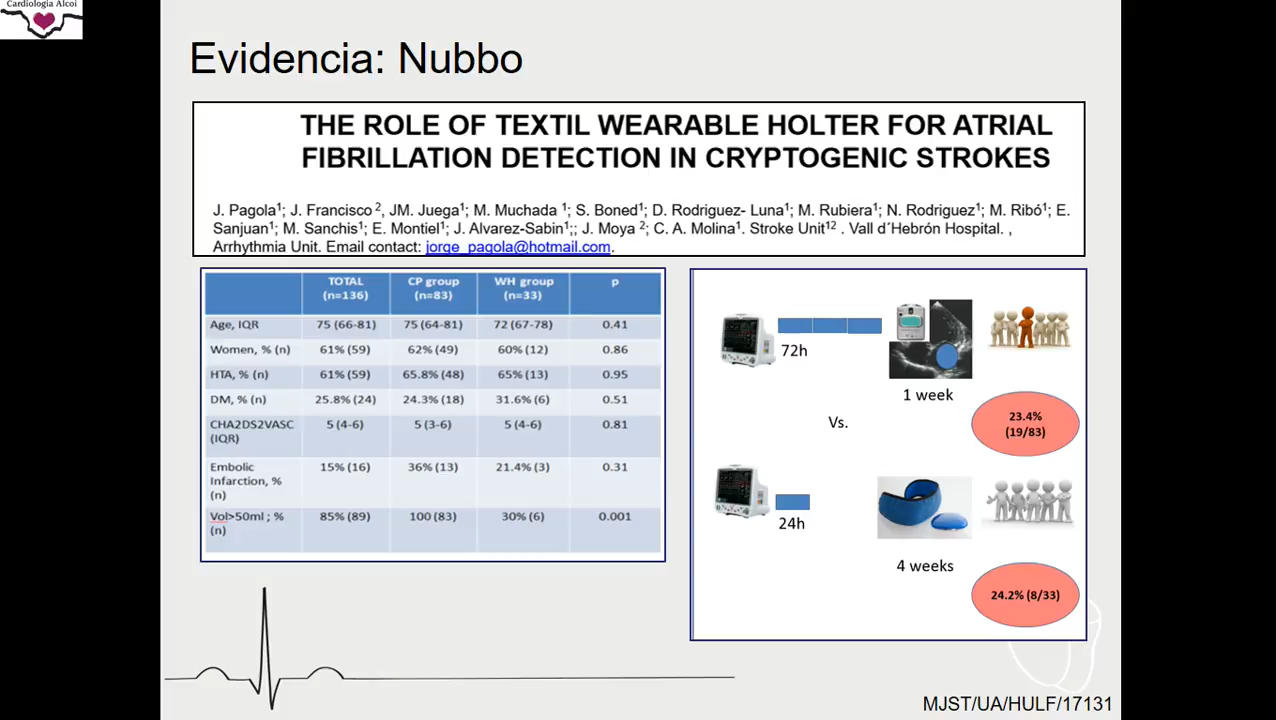 Cardiología Alcoi
Evidencia: Nubbo
THE ROLE OF TEXTIL WEARABLE HOLTER FOR ATRIAL
FIBRILLATION DETECTION IN CRYPTOGENIC STROKES
J. Pagola1; J. Francisco 2, JM. Juega1; M. Muchada 1; S. Boned1; D. Rodriguez- Luna1; M. Rubiera1; N. Rodriguez1; M. Ribó1; E.
Sanjuan1; M. Sanchis1; E. Montiel1; J. Alvarez-Sabin1;; J. Moya 2; C. A. Molina1. Stroke Unit12 . Vall d´Hebrón Hospital. ,
Arrhythmia Unit. Email contact: jorge_pagola@hotmail.com.
TOTAL (n=136) CP group (n=83) WH group (n=33) p
Age, IQR 75 (66-81) 75 (64-81) 72 (67-78) 0.41
Women, % (n) 61% (59) 62% (49) 60% (12) 0.86
HTA, % (n) 61% (59) 65.8% (48) 65% (13) 0.95
DM, % (n) 25.8% (24) 24.3% (18) 31.6% (6) 0.51
CHA2DS2VASC (IQR) 5 (4-6) 5 (3-6) 5 (4-6) 0.81
Embolic Infarction, % (n) 15% (16) 36% (13) 21.4% (3) 0.31
Vol>50ml ; % (n) 85% (89) 100 (83) 30% (6) 0.001
72h
1 week
23.4%
(19/83)
Vs.
24h
4 weeks
24.2% (8/33)
MJST/UA/HULF/17131